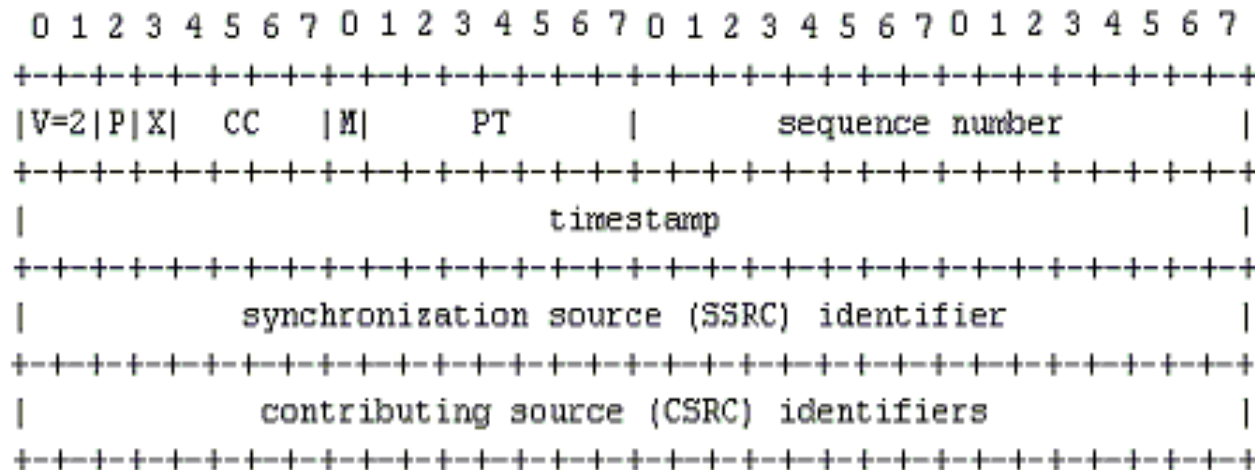 0 1 2 3 4 5 6 7 0 1 2 3 4 5 6 7 0 1 2 3 4 5 6 7 0 1 2 3 4 5 6 7
+-+-+-+-+-+-+-+-+-+-+-+-+-+-+-+-+-+-+-+-+-+-+-+-+-+-+-+-+-+-+-+-+
|V=2|P|X| CC |M| PT | sequence number |
+-+-+-+-+-+-+-+-+-+-+-+-+-+-+-+-+-+-+-+-+-+-+-+-+-+-+-+-+-+-+-+-+
| timestamp |
+-+-+-+-+-+-+-+-+-+-+-+-+-+-+-+-+-+-+-+-+-+-+-+-+-+-+-+-+-+-+-+-+
| synchronization source (SSRC) identifier |
+-+-+-+-+-+-+-+-+-+-+-+-+-+-+-+-+-+-+-+-+-+-+-+-+-+-+-+-+-+-+-+-+
| contributing source (CSRC) identifiers |
+-+-+-+-+-+-+-+-+-+-+-+-+-+-+-+-+-+-+-+-+-+-+-+-+-+-+-+-+-+-+-+-+